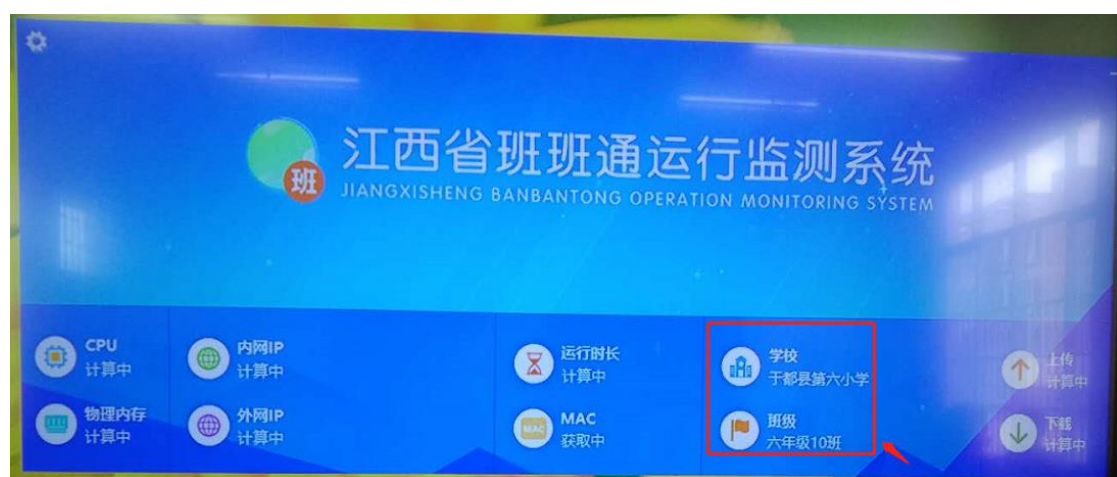 江西省班班通运行监测系统
班
JIANGXISHENG BANBANTONG OPERATION MONITORING SYSTEM
CPU
计算中
内网IP
计算中
运行时长
计算中
学校
于都县第六小学
上传
计算中
物理内存
计算中
外网IP
计算中
MAC
MAC
获取中
班级
六年级10班
下载
计算中